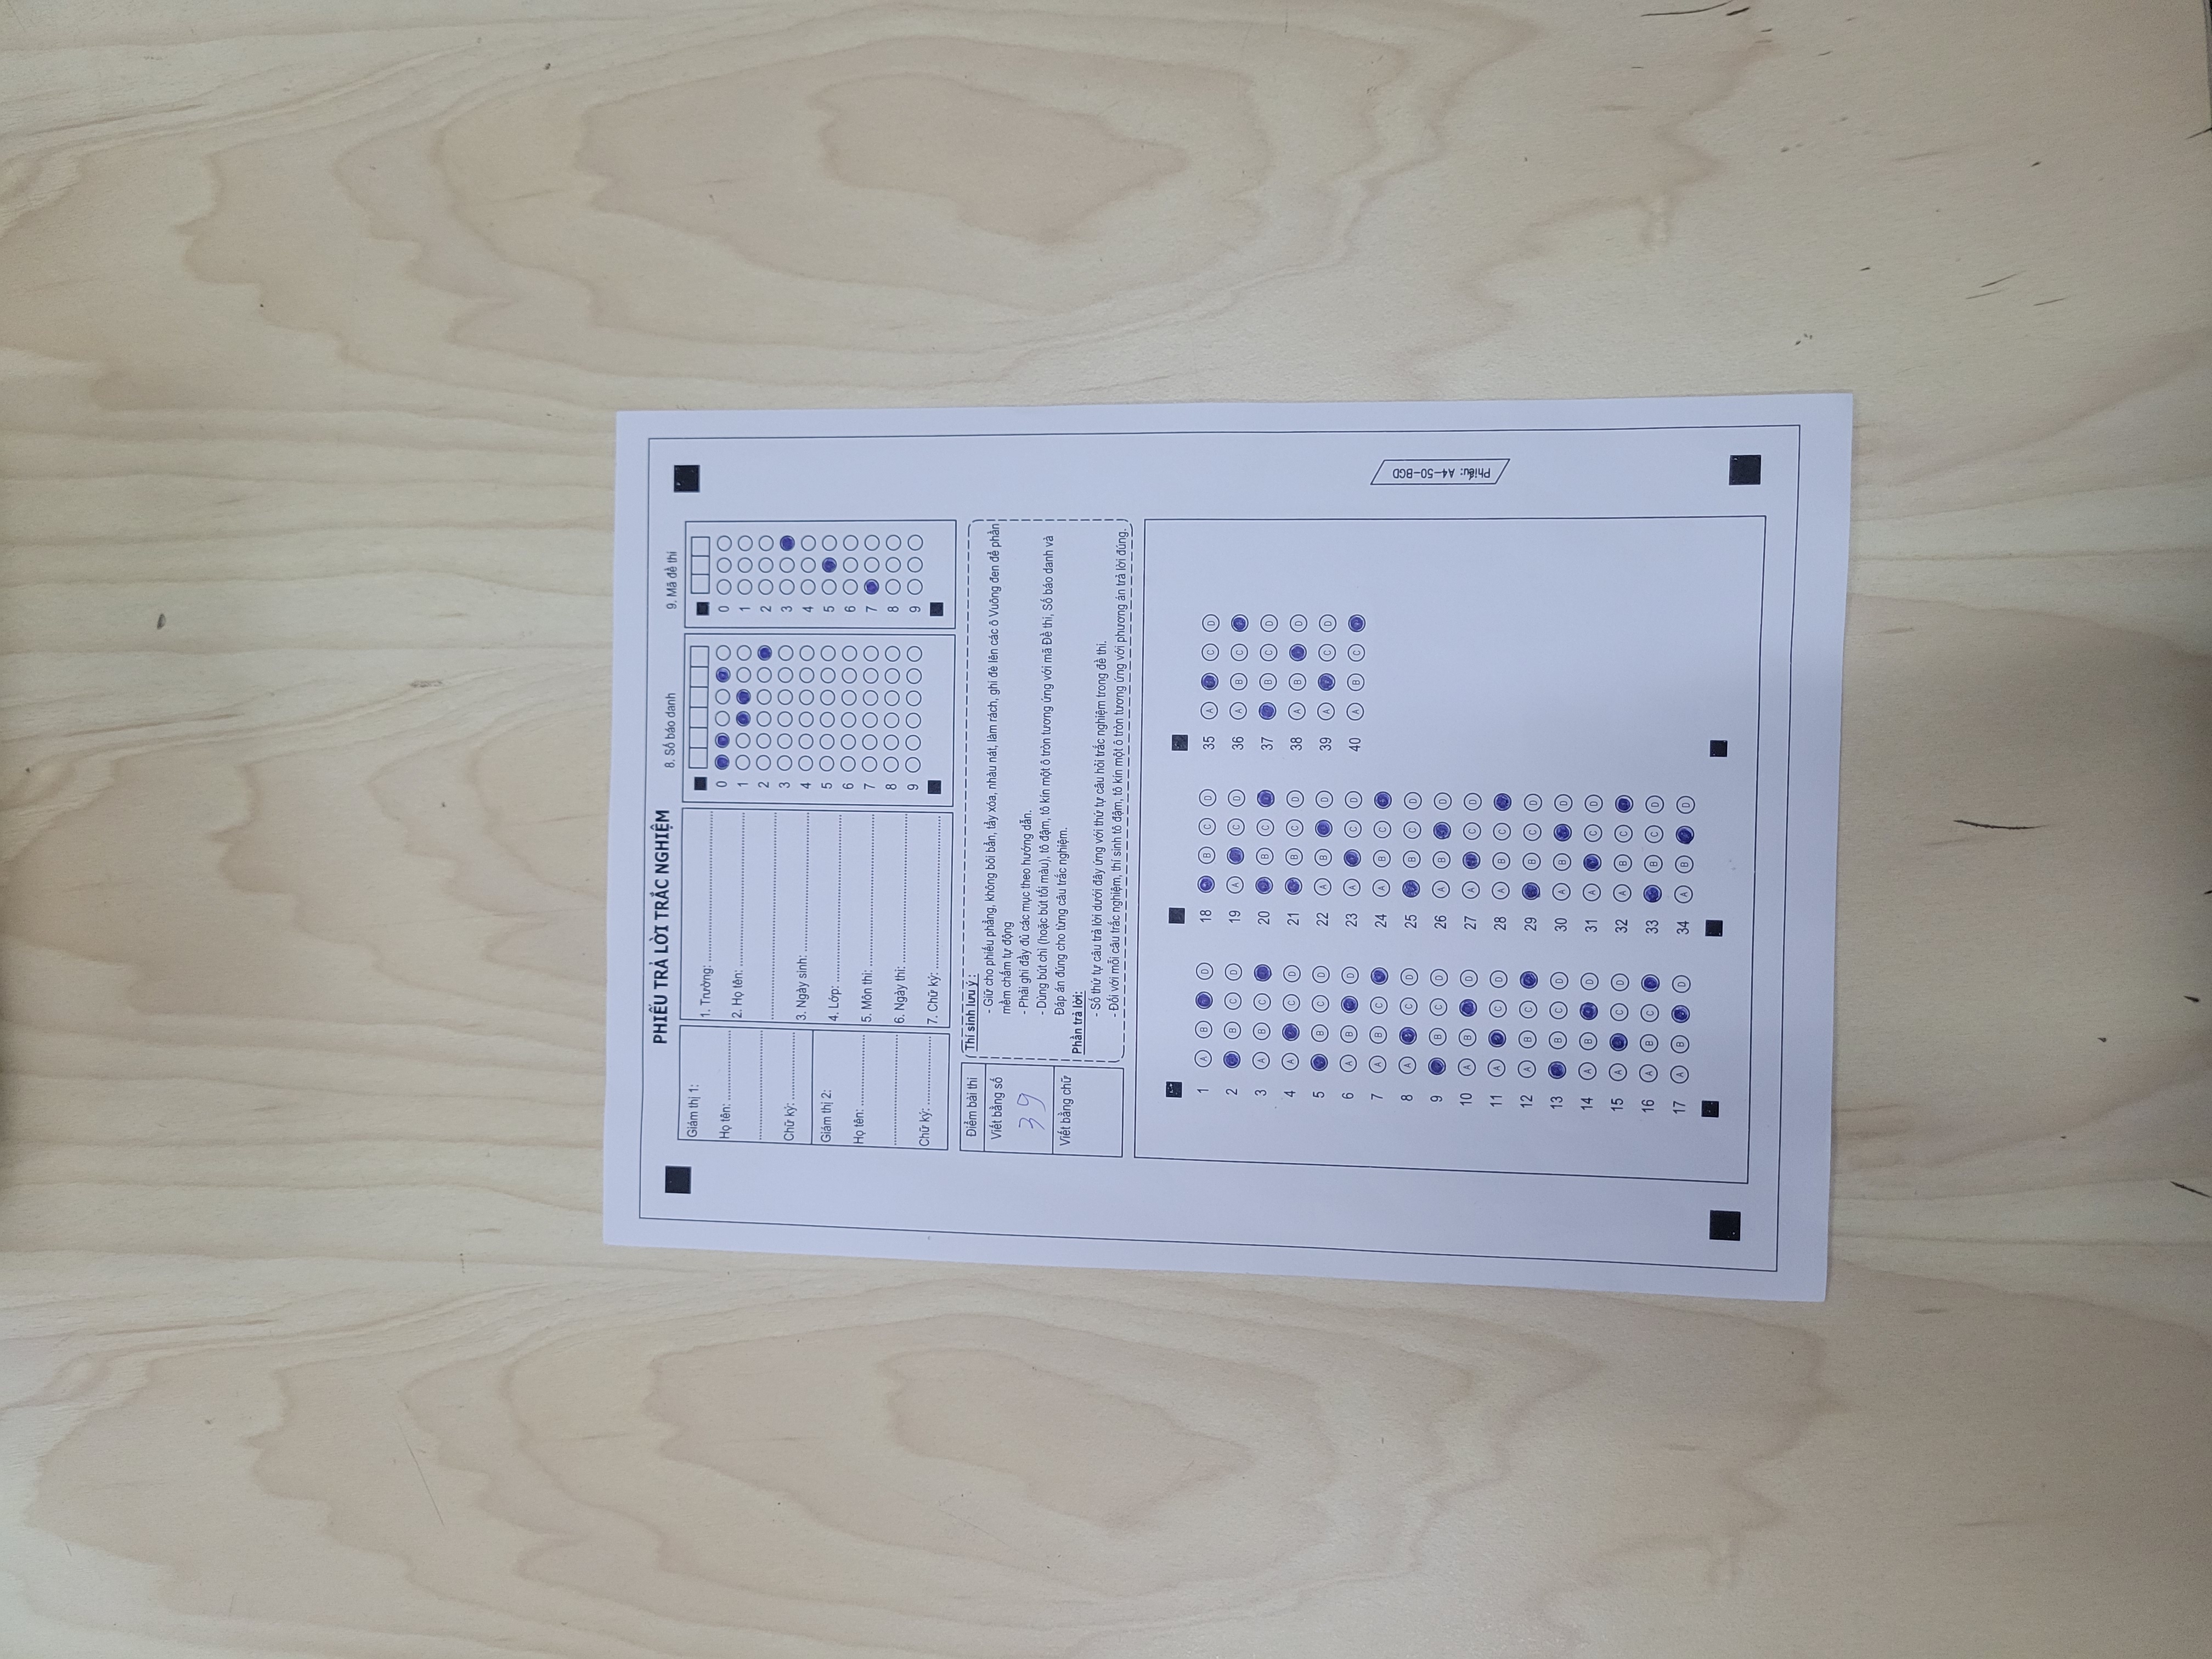 PHIẾU TRẢ LỜI TRẮC NGHIỆM
8. Số báo danh
9. Mã đề thi
Giám thị 1:
Họ tên:
Chữ ký:
Giám thị 2:
Họ tên:
Chữ ký:
1. Trường:
2. Họ tên:
3. Ngày sinh:
4. Lớp:
5. Môn thi:
6. Ngày thi:
7. Chữ ký:
0
1
2
3
4
5
6
7
8
9
0
1
2
3
4
5
6
7
8
9
Điểm bài thi
Viết bằng số
39
Viết bằng chữ
Thí sinh lưu ý :
- Giữ cho phiếu phẳng, không bôi bẩn, tẩy xóa, nhàu nát, làm rách, ghi đè lên các ô Vuông đen để phần
mềm chấm tự động
- Phải ghi đầy đủ các mục theo hướng dẫn.
- Dùng bút chì (hoặc bút tối màu), tô đậm, tô kín một ô tròn tương ứng với mã Đề thi, Số báo danh và
Đáp án đúng cho từng câu trắc nghiệm.
Phần trả lời:
- Số thứ tự câu trả lời dưới đây ứng với thứ tự câu hỏi trắc nghiệm trong đề thi.
- Đối với mỗi câu trắc nghiệm, thí sinh tô đậm, tô kín một ô tròn tương ứng với phương án trả lời đúng.
1 A B D
2 B C D
3 A B C
4 A C D
5 B C D
6 A B D
7 A B C
8 A C D
9 B C D
10 A B D
11 A C D
12 A B C
13 B C D
14 A B D
15 A C D
16 A B C
17 A B D
18 B C D
19 A C D
20 B C
21 B C D
22 A B D
23 A C D
24 A B C
25 B C D
26 A B D
27 A C D
28 A B C
29 B C D
30 A B D
31 A C D
32 A B C
33 B C D
34 A B D
35 A C D
36 A B C
37 B C D
38 A B D
39 A C D
40 A B C
Phiếu: A4-50-BGD